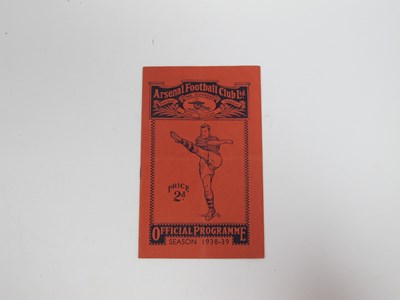 Arsenal Football Club Ltd
PRICE
2d
OFFICIAL PROGRAMME
SEASON 1938-39